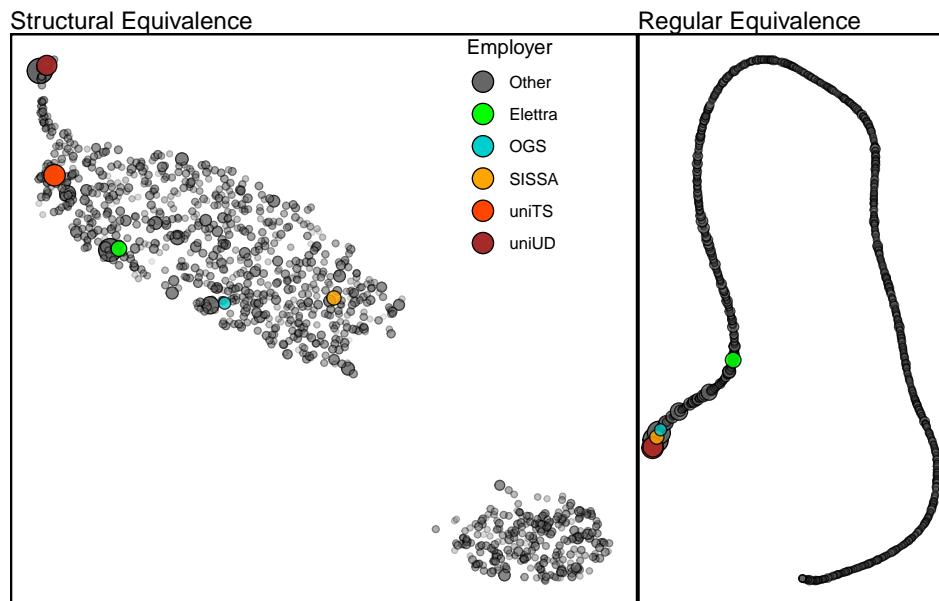 Structural Equivalence
Regular Equivalence
Employer
Other
Elettra
OGS
SISSA
uniTS
uniUD